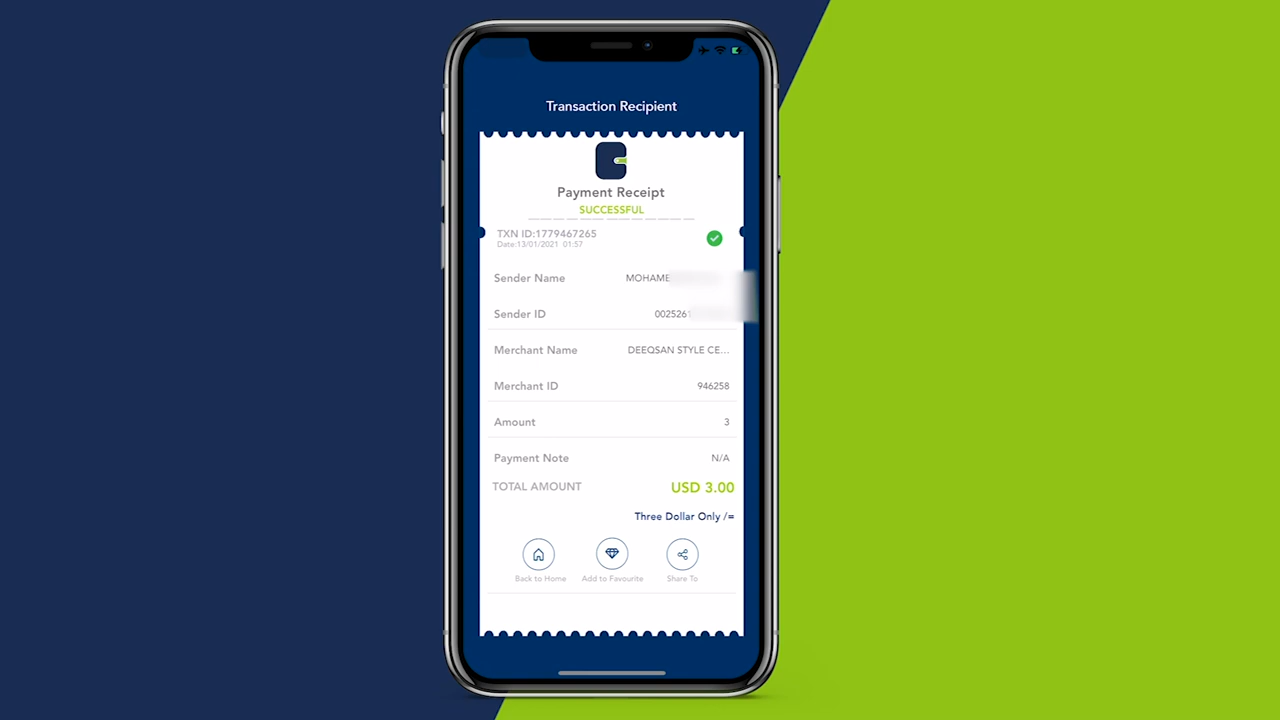 Transaction Recipient
Payment Receipt
SUCCESSFUL
TXN ID:1779467265
Date:13/01/2021 01:57
Sender Name MOHAME
Sender ID 0025261
Merchant Name DEEQSAN STYLE CE...
Merchant ID 946258
Amount 3
Payment Note N/A
TOTAL AMOUNT USD 3.00
Three Dollar Only /=
Back to Home Add to Favourite Share To